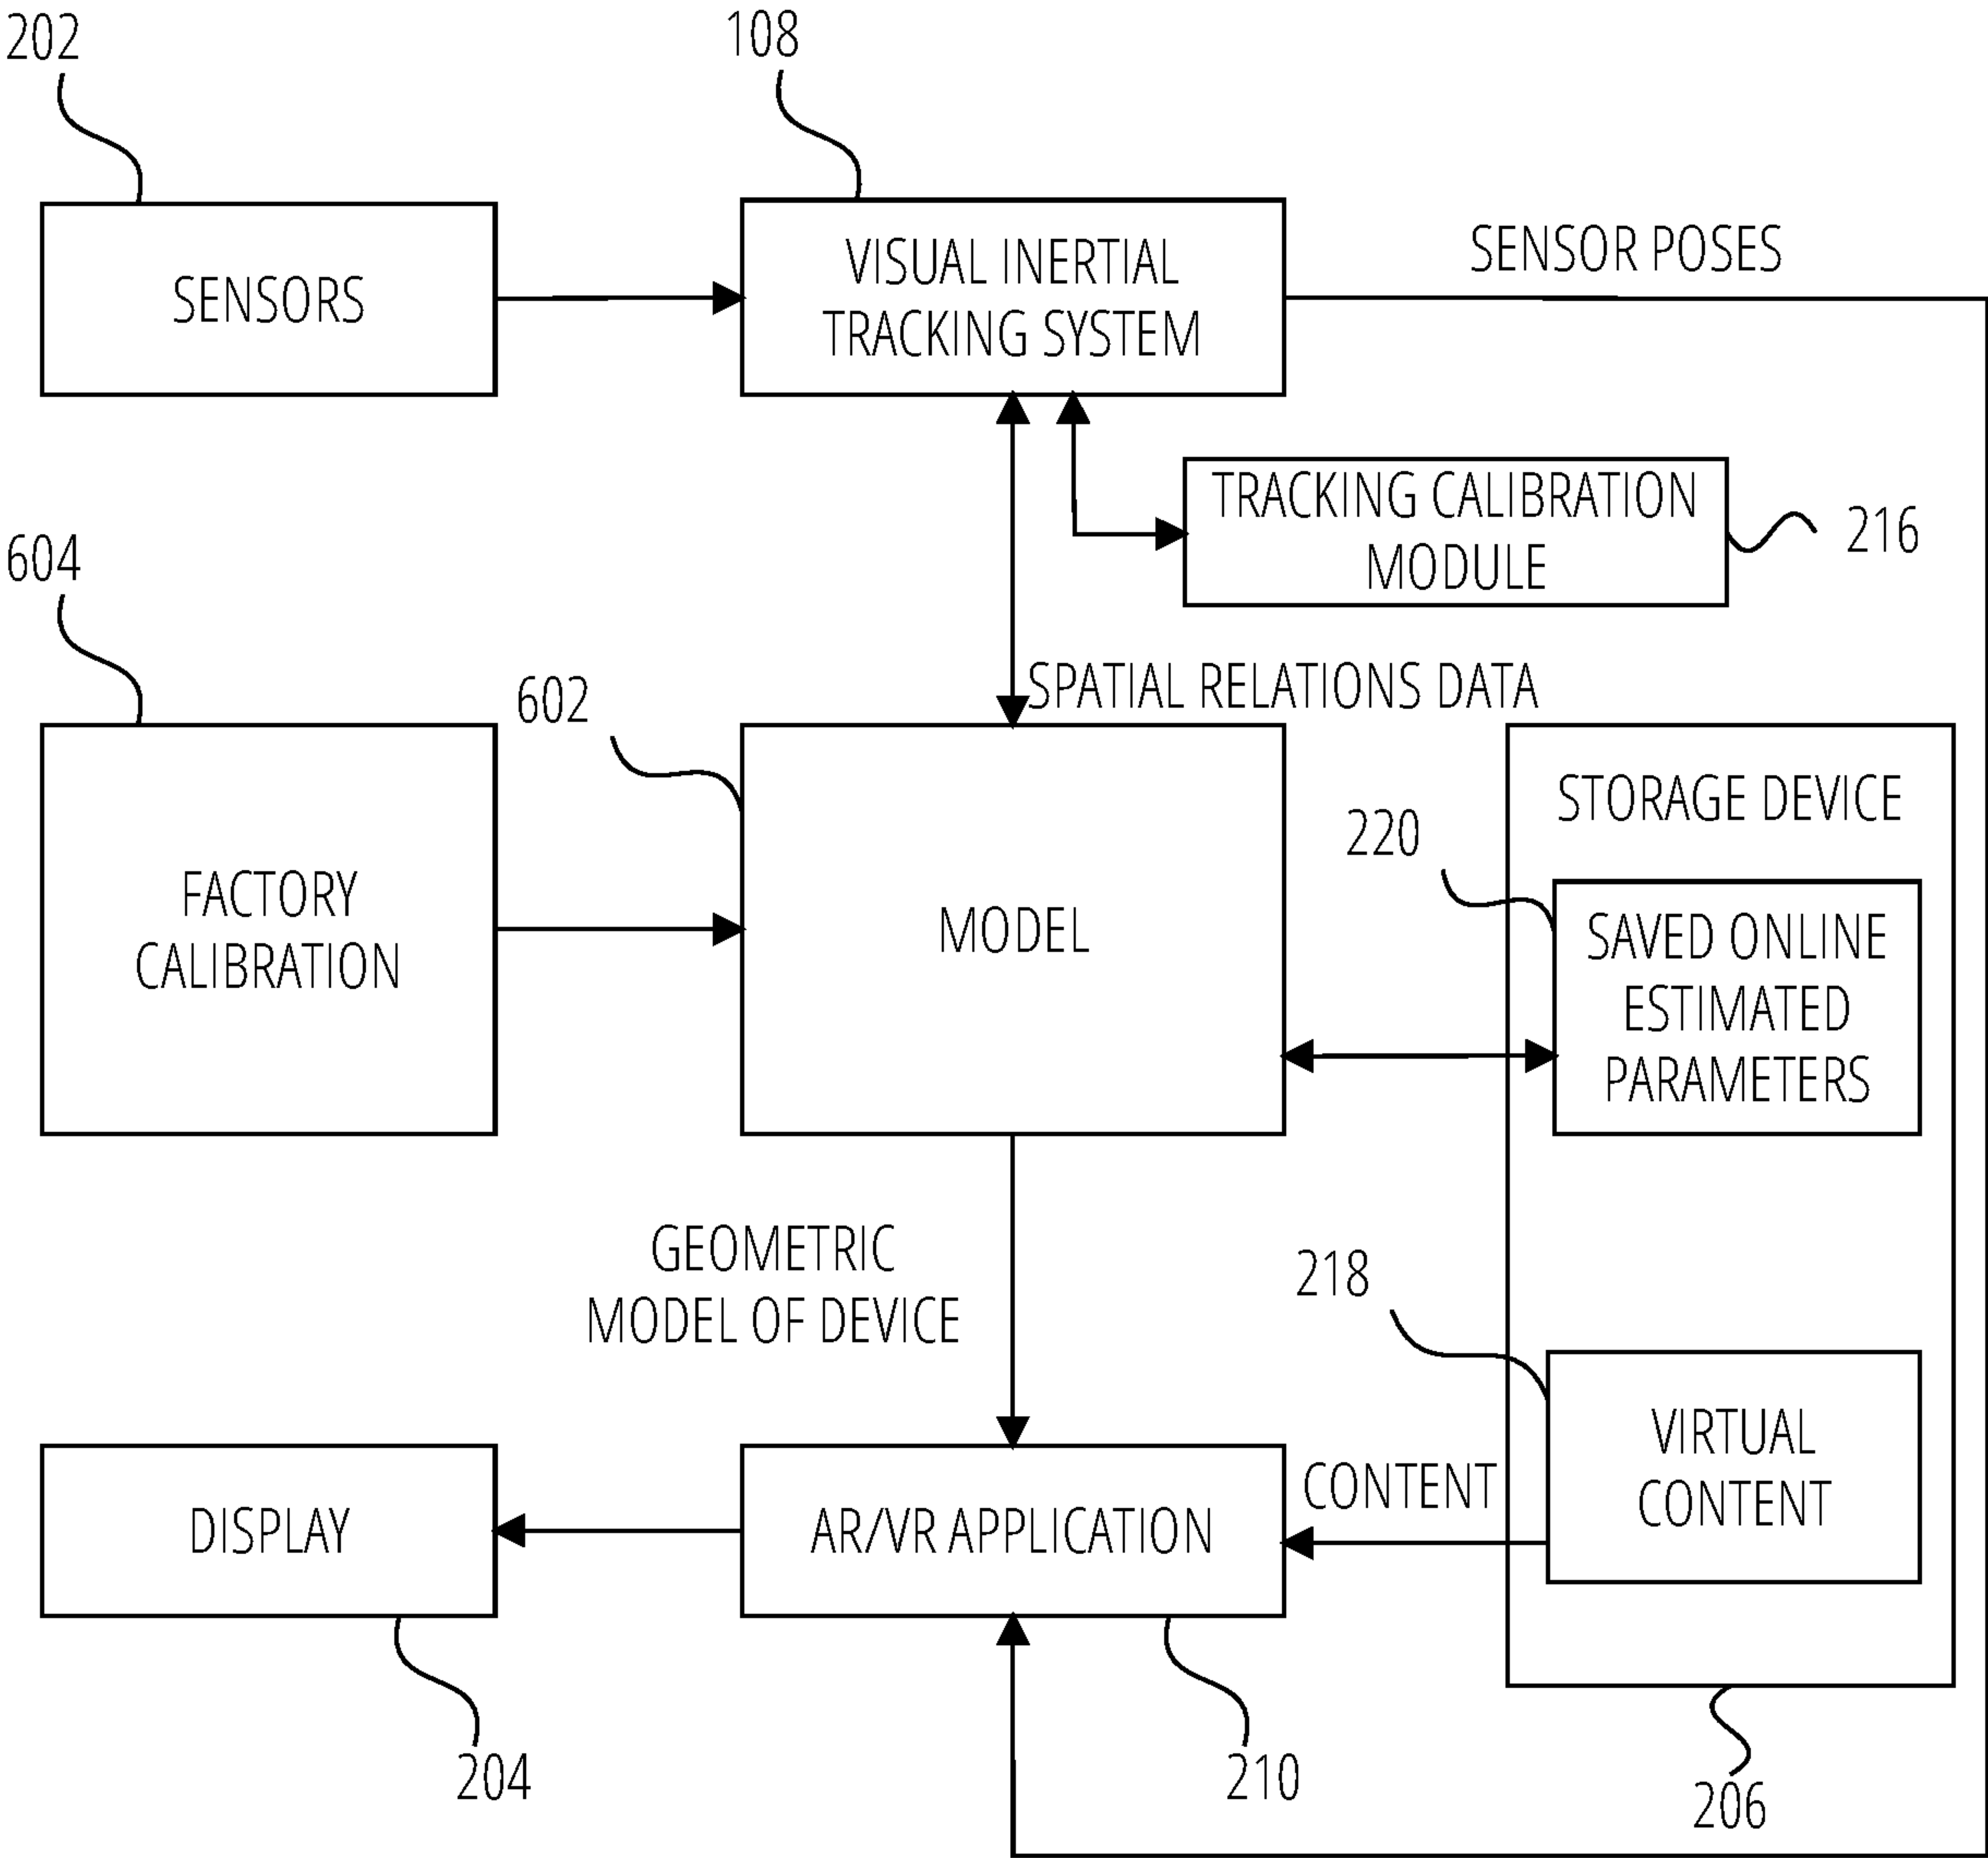 202
108
SENSORS
VISUAL INERTIAL
TRACKING SYSTEM
SENSOR POSES
TRACKING CALIBRATION
MODULE
216
604
602
SPATIAL RELATIONS DATA
FACTORY
CALIBRATION
MODEL
STORAGE DEVICE
220
SAVED ONLINE
ESTIMATED
PARAMETERS
GEOMETRIC
MODEL OF DEVICE
218
VIRTUAL
CONTENT
CONTENT
DISPLAY
AR/VR APPLICATION
204
210
206